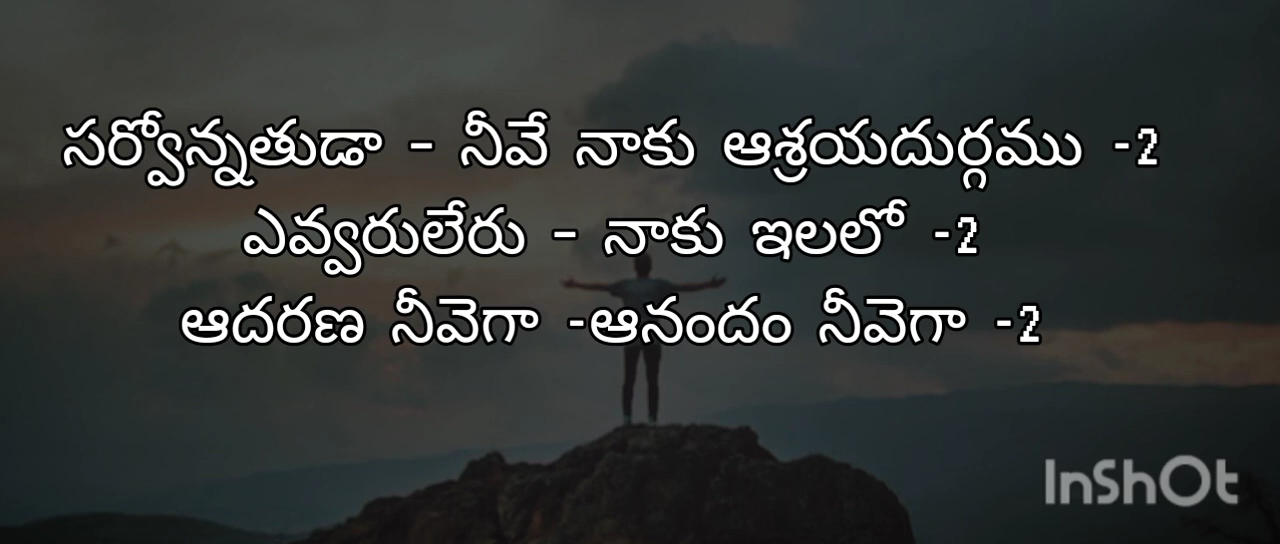 సర్వోన్నతుడా - నీవే నాకు ఆశ్రయదుర్గము -2
ఎవ్వరులేరు - నాకు ఇలలో -2
ఆదరణ నీవెగా -ఆనందం నీవెగా -2
InShOt